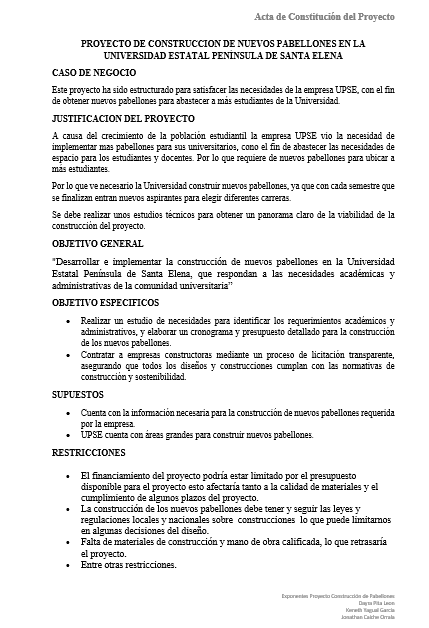 Acta de Constitución del Proyecto
PROYECTO DE CONSTRUCCION DE NUEVOS PABELLONES EN LA
UNIVERSIDAD ESTATAL PENÍNSULA DE SANTA ELENA
CASO DE NEGOCIO
Este proyecto ha sido estructurado para satisfacer las necesidades de la empresa UPSE, con el fin
de obtener nuevos pabellones para abastecer a más estudiantes de la Universidad.
JUSTIFICACION DEL PROYECTO
A causa del crecimiento de la población estudiantil la empresa UPSE vio la necesidad de
implementar mas pabellones para sus universitarios, cono el fin de abastecer las necesidades de
espacio para los estudiantes y docentes. Por lo que requiere de nuevos pabellones para ubicar a
más estudiantes.
Por lo que ve necesario la Universidad construir nuevos pabellones, ya que con cada semestre que
se finalizan entran nuevos aspirantes para elegir diferentes carreras.
Se debe realizar unos estudios técnicos para obtener un panorama claro de la viabilidad de la
construcción del proyecto.
OBJETIVO GENERAL
"Desarrollar e implementar la construcción de nuevos pabellones en la Universidad
Estatal Península de Santa Elena, que respondan a las necesidades académicas y
administrativas de la comunidad universitaria”
OBJETIVO ESPECIFICOS
• Realizar un estudio de necesidades para identificar los requerimientos académicos y
administrativos, y elaborar un cronograma y presupuesto detallado para la construcción
de los nuevos pabellones.
• Contratar a empresas constructoras mediante un proceso de licitación transparente,
asegurando que todos los diseños y construcciones cumplan con las normativas de
construcción y sostenibilidad.
SUPUESTOS
• Cuenta con la información necesaria para la construcción de nuevos pabellones requerida
por la empresa.
• UPSE cuenta con áreas grandes para construir nuevos pabellones.
RESTRICCIONES
• El financiamiento del proyecto podría estar limitado por el presupuesto
disponible para el proyecto esto afectaría tanto a la calidad de materiales y el
cumplimiento de algunos plazos del proyecto.
• La construcción de los nuevos pabellones debe tener y seguir las leyes y
regulaciones locales y nacionales sobre construcciones lo que puede limitarnos
en algunas decisiones del diseño.
• Falta de materiales de construcción y mano de obra calificada, lo que retrasaría
el proyecto.
• Entre otras restricciones.
Exponentes Proyecto Construcción de Pabellones
Dayra Pita Leon
Keneth Yagual Garcia
Jonathan Caiche Orrala